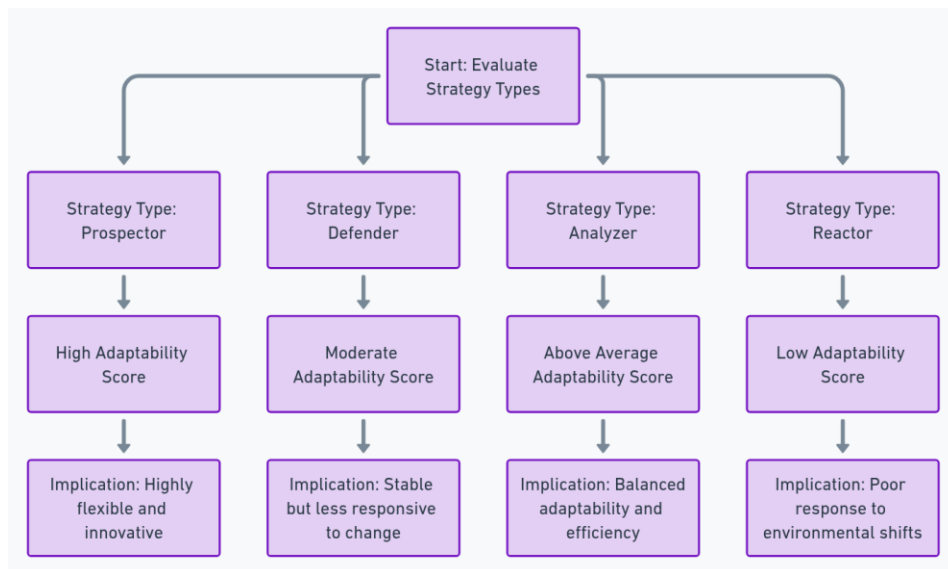 Start: Evaluate
Strategy Types
Strategy Type:
Prospector
Strategy Type:
Defender
Strategy Type:
Analyzer
Strategy Type:
Reactor
High Adaptability
Score
Moderate
Adaptability Score
Above Average
Adaptability Score
Low Adaptability
Score
Implication: Highly
flexible and
innovative
Implication: Stable
but less responsive
to change
Implication: Balanced
adaptability and
efficiency
Implication: Poor
response to
environmental shifts